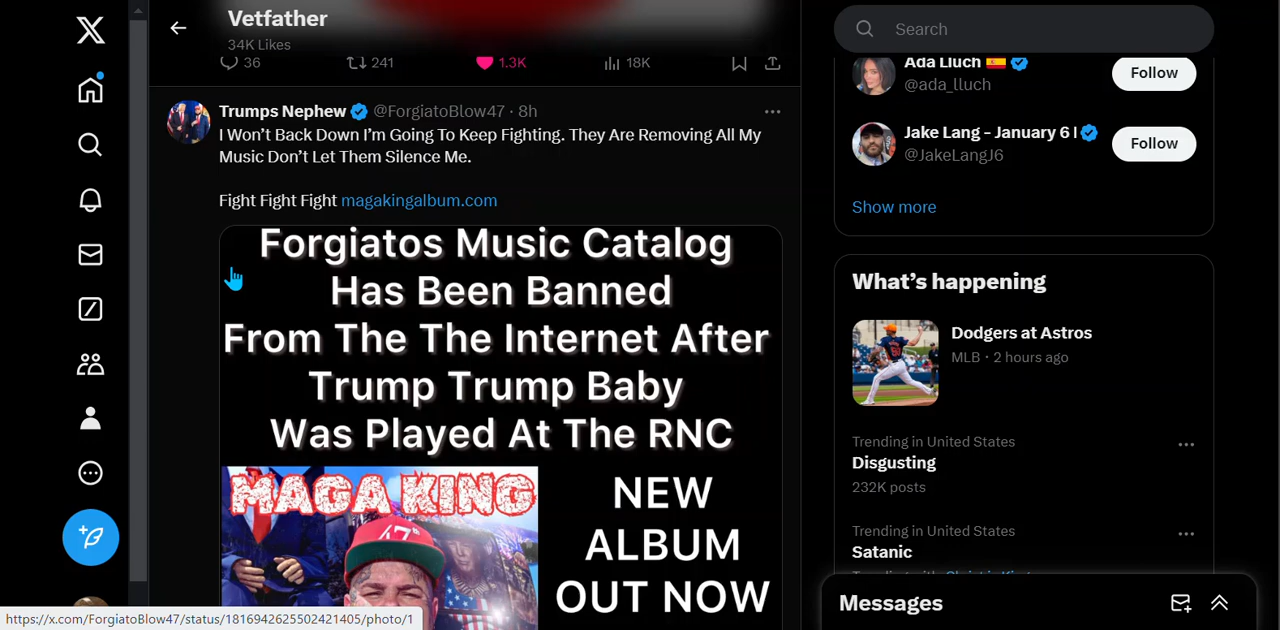 Vetfather
34K Likes
36
241
1.3K
18K
Trumps Nephew @ForgiatoBlow47 · 8h
I Won't Back Down I'm Going To Keep Fighting. They Are Removing All My
Music Don't Let Them Silence Me.
Fight Fight Fight magakingalbum.com
Forgiatos Music Catalog
Has Been Banned
From The The Internet After
Trump Trump Baby
Was Played At The RNC
MAGA KING
47
NEW
ALBUM
OUT NOW
Search
Ada Lluch
@ada_lluch
Follow
Jake Lang - January 6
@JakeLangJ6
Follow
Show more
What's happening
Dodgers at Astros
MLB · 2 hours ago
Trending in United States
Disgusting
232K posts
Trending in United States
Satanic
Messages
https://x.com/ForgiatoBlow47/status/1816942625502421405/photo/1